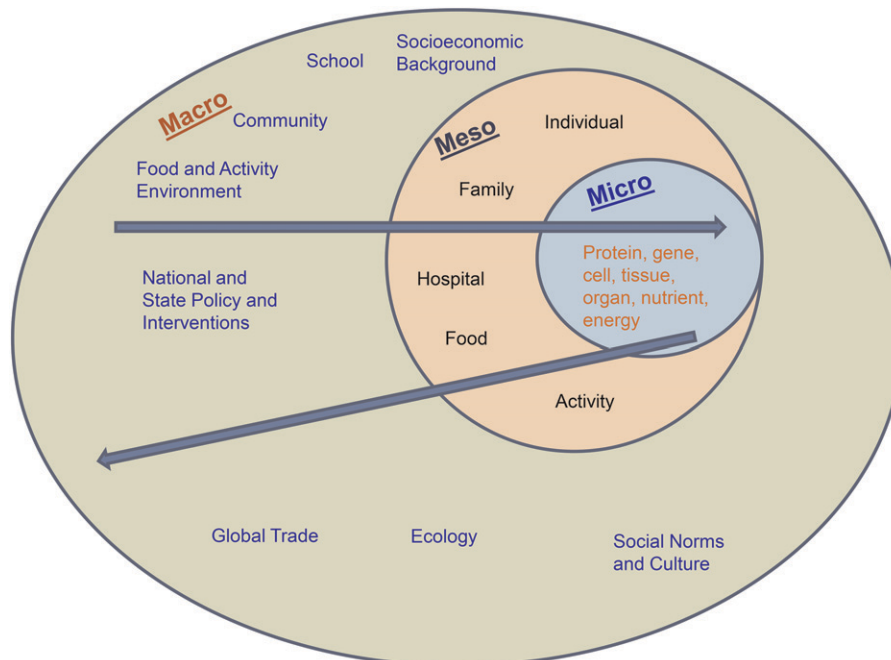 Socioeconomic
Background
School
Macro
Community
Food and Activity
Environment
Meso
Individual
Family
Micro
National and
State Policy and
Interventions
Hospital
Protein, gene,
cell, tissue,
organ, nutrient,
energy
Food
Activity
Global Trade
Ecology
Social Norms
and Culture